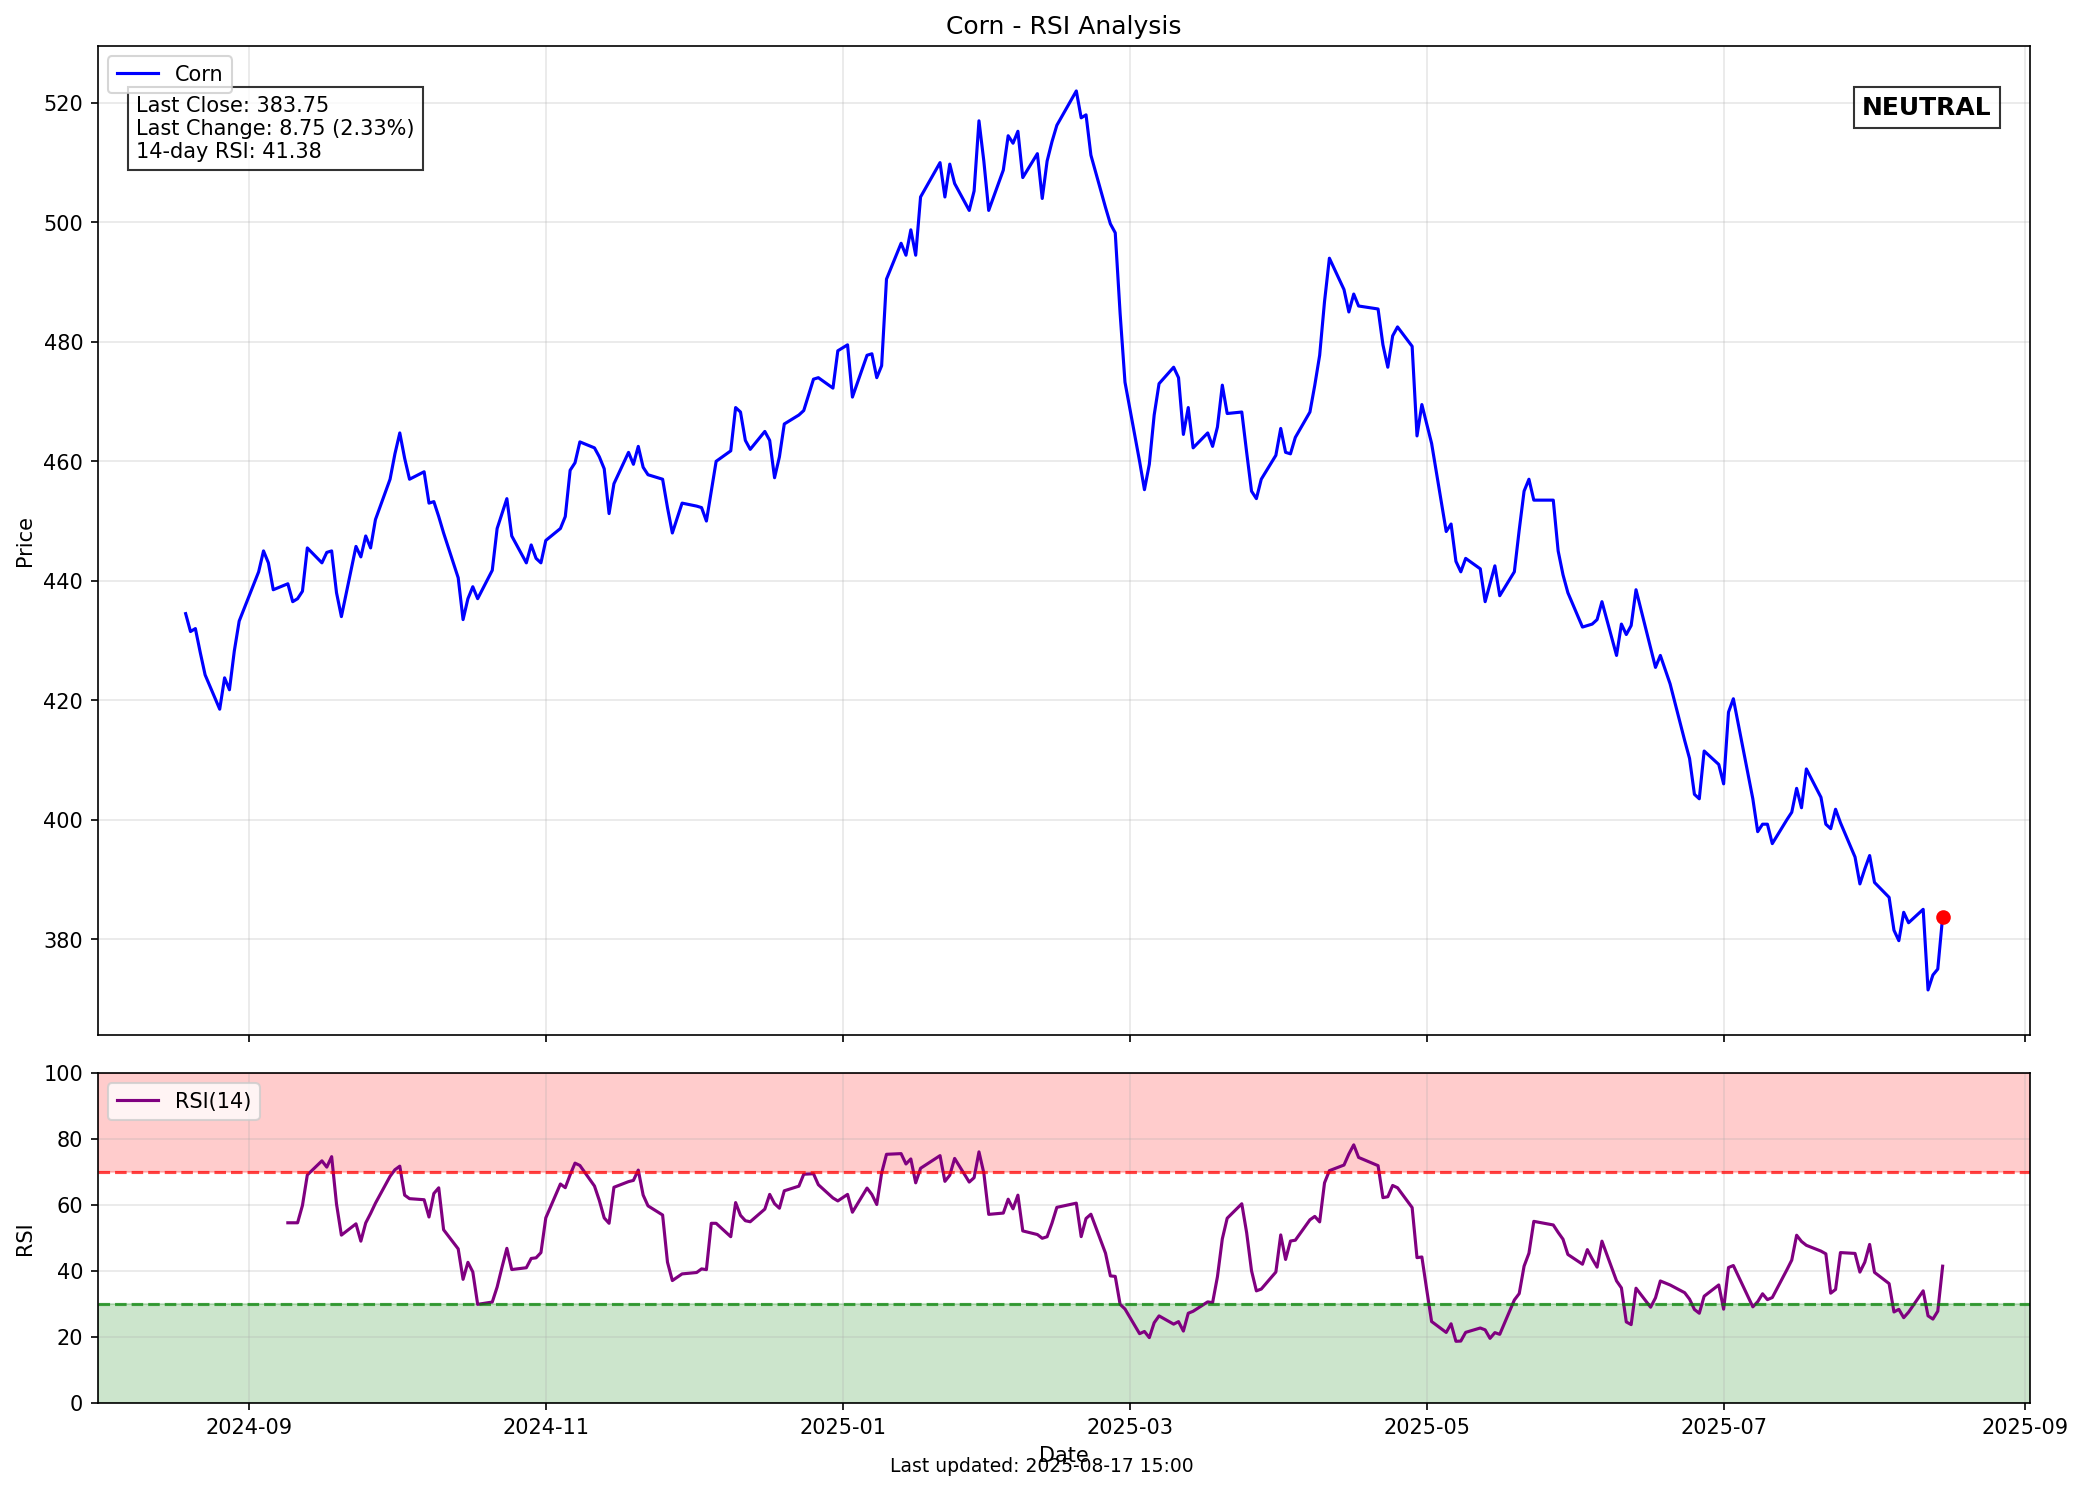 Corn - RSI Analysis
Corn
Last Close: 383.75
Last Change: 8.75 (2.33%)
14-day RSI: 41.38
NEUTRAL
Price
520
500
480
460
440
420
400
380
RSI(14)
RSI
100
80
60
40
20
0
2024-09
2024-11
2025-01
2025-03
2025-05
2025-07
2025-09
Date
Last updated: 2025-08-17 15:00